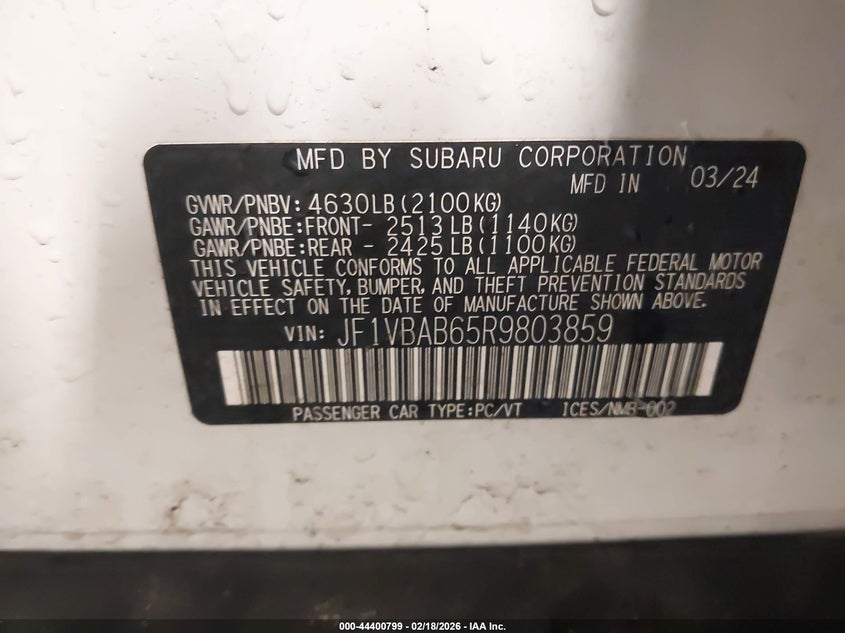 MFD BY SUBARU CORPORATION
MFD IN 03/24
GVWR/PNBV: 4630LB (2100KG)
GAWR/PNBE:FRONT- 2513 LB (1140KG)
GAWR/PNBE:REAR - 2425 LB (1100KG)
THIS VEHICLE CONFORMS TO ALL APPLICABLE FEDERAL MOTOR
VEHICLE SAFETY, BUMPER, AND THEFT PREVENTION STANDARDS
IN EFFECT ON THE DATE OF MANUFACTURE SHOWN ABOVE.
VIN: JF1VBAB65R9803859
PASSENGER CAR TYPE:PC/VT ICES/NMB-002
000-44400799 - 02/18/2026 - IAA Inc.